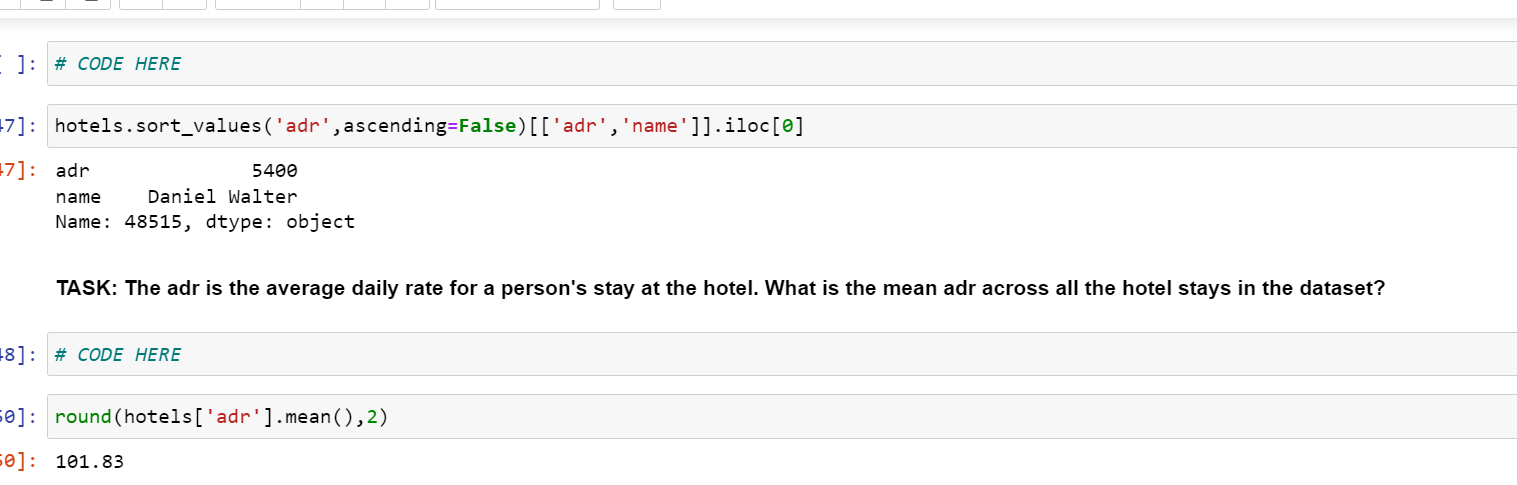 [ ]: # CODE HERE
47]: hotels.sort_values('adr',ascending=False)[['adr','name']].iloc[0]
47]: adr 5400
name Daniel Walter
Name: 48515, dtype: object
TASK: The adr is the average daily rate for a person's stay at the hotel. What is the mean adr across all the hotel stays in the dataset?
48]: # CODE HERE
50]: round(hotels['adr'].mean(),2)
50]: 101.83